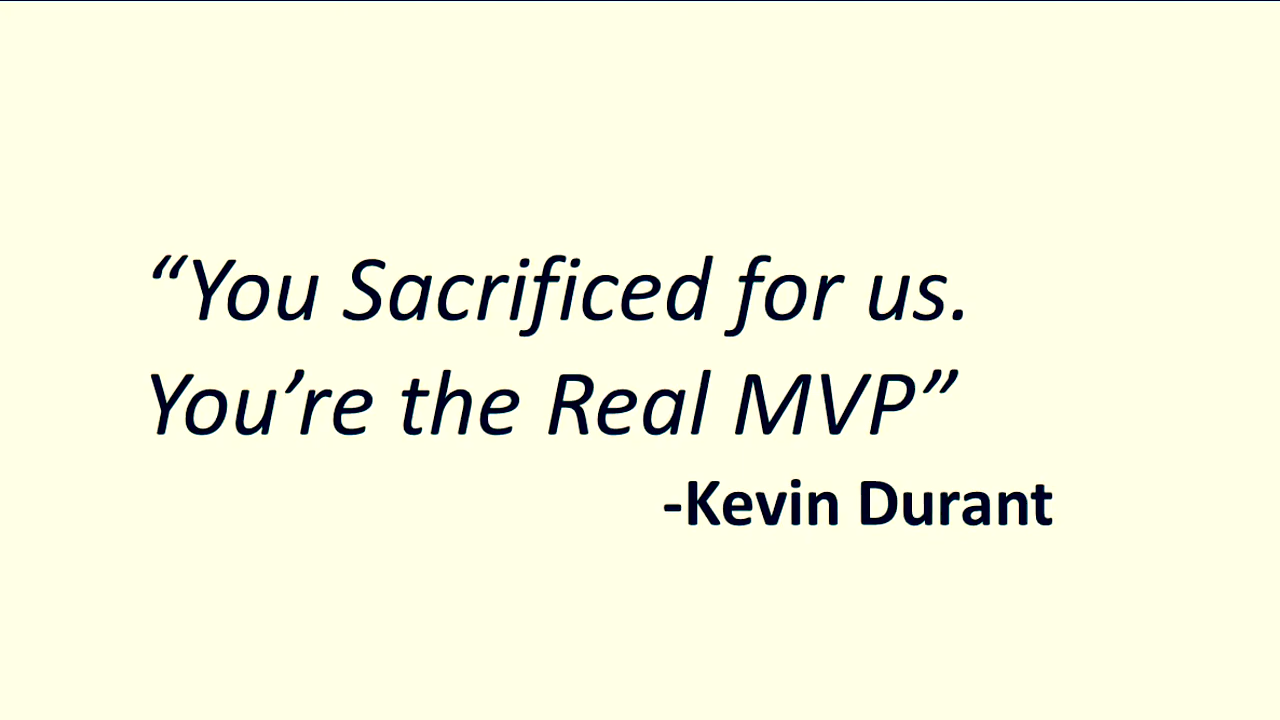 “You Sacrificed for us.
You’re the Real MVP”
-Kevin Durant